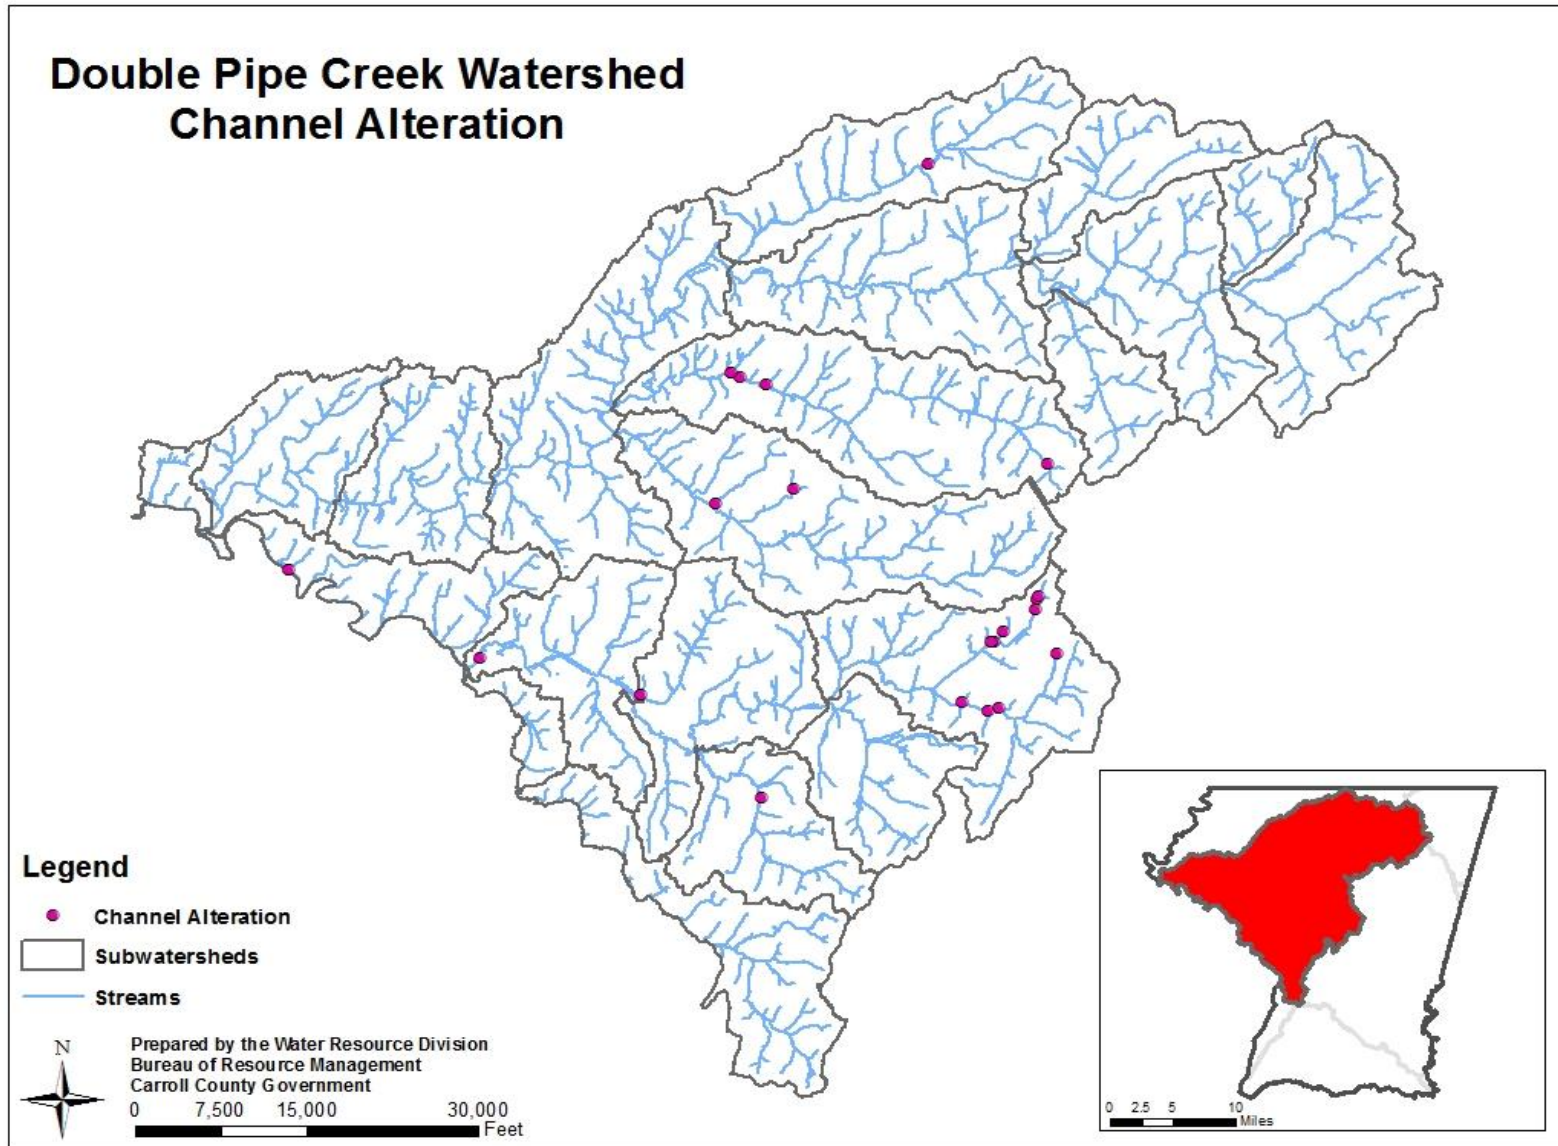 Double Pipe Creek Watershed
Channel Alteration
Legend
Channel Alteration
Subwatersheds
Streams
N
Prepared by the Water Resource Division
Bureau of Resource Management
Carroll County Government
0 7,500 15,000 30,000
Feet
0 2.5 5 10
Miles